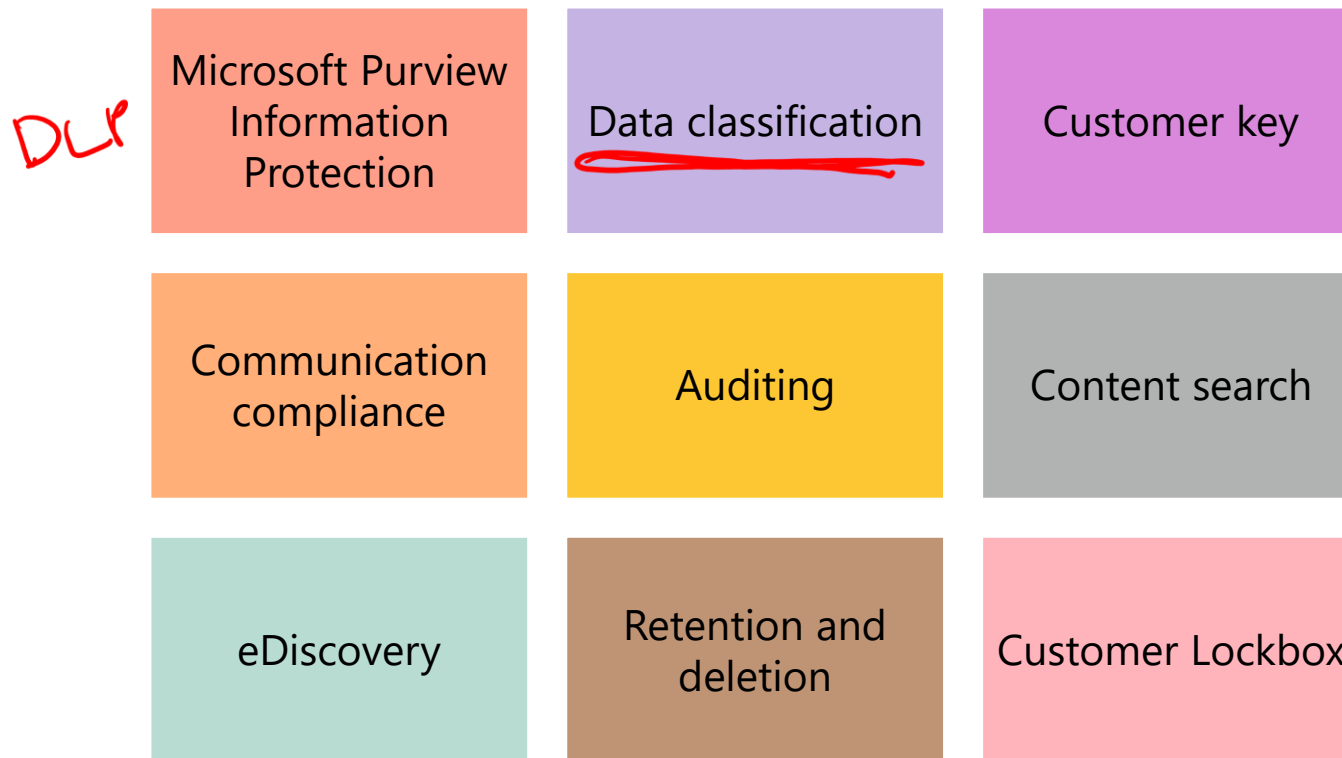 DLP
Microsoft Purview
Information
Protection
Data classification
Customer key
Communication
compliance
Auditing
Content search
eDiscovery
Retention and
deletion
Customer Lockbox